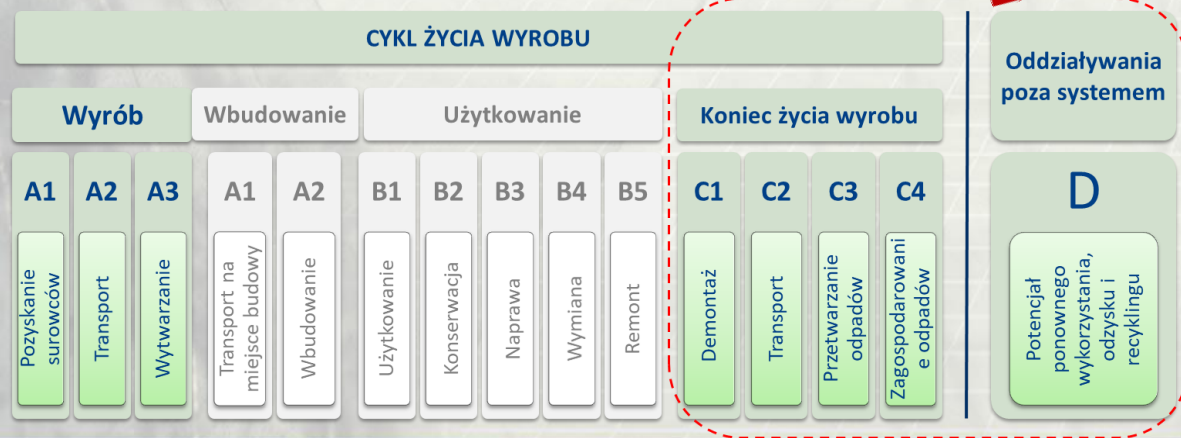 CYKL ŻYCIA WYROBU
Oddziaływania
poza systemem
Wyrób
Wbudowanie
Użytkowanie
Koniec życia wyrobu
A1
A2
A3
A1
A2
B1
B2
B3
B4
B5
C1
C2
C3
C4
D
Pozyskanie
surowców
Transport
Wytwarzanie
Transport na
miejsce budowy
Wbudowanie
Użytkowanie
Konserwacja
Naprawa
Wymiana
Remont
Demontaż
Transport
Przetwarzanie
odpadów
Zagospodarowani
e odpadów
Potencjał
ponownego
wykorzystania,
odzysku i
recyklingu